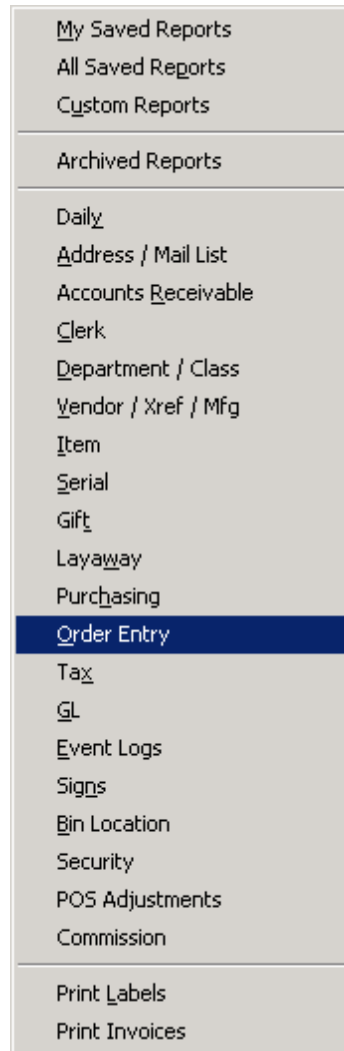 My Saved Reports
All Saved Reports
Custom Reports
Archived Reports
Daily
Address / Mail List
Accounts Receivable
Clerk
Department / Class
Vendor / Xref / Mfg
Item
Serial
Gift
Layaway
Purchasing
Order Entry
Tax
GL
Event Logs
Signs
Bin Location
Security
POS Adjustments
Commission
Print Labels
Print Invoices